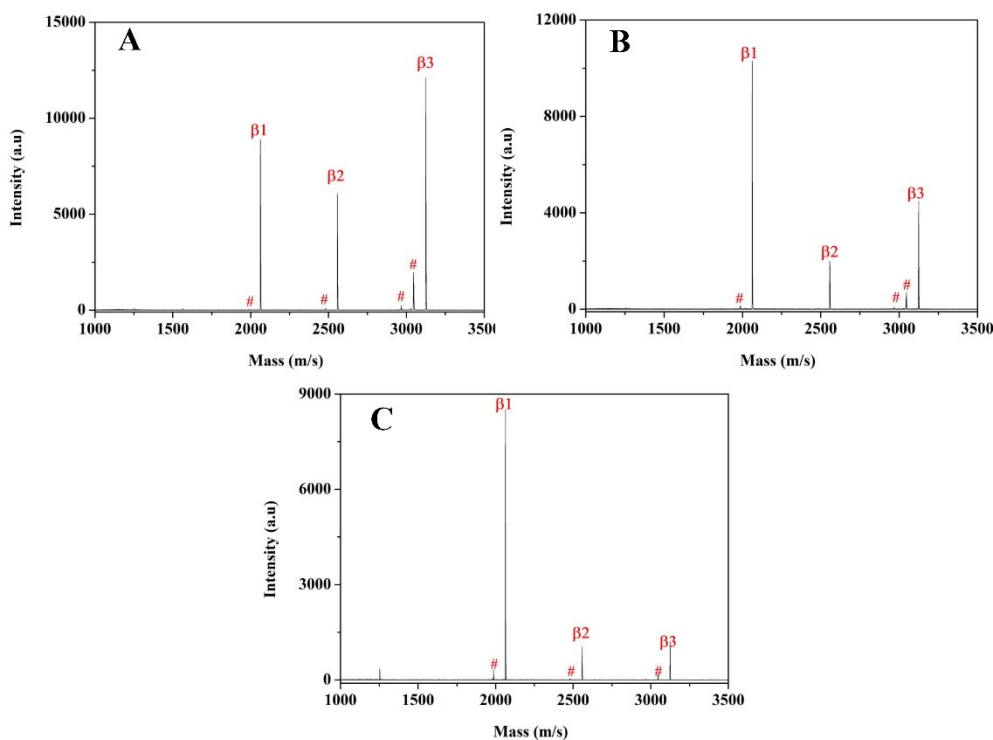 A
15000
10000
5000
0
Intensity (a.u)
β1
β2
β3
#
#
#
#
1000 1500 2000 2500 3000 3500
Mass (m/s)
B
12000
8000
4000
0
Intensity (a.u)
β1
β2
β3
#
#
#
1000 1500 2000 2500 3000 3500
Mass (m/s)
C
9000
6000
3000
0
Intensity (a.u)
β1
β2
β3
#
#
#
1000 1500 2000 2500 3000 3500
Mass (m/s)